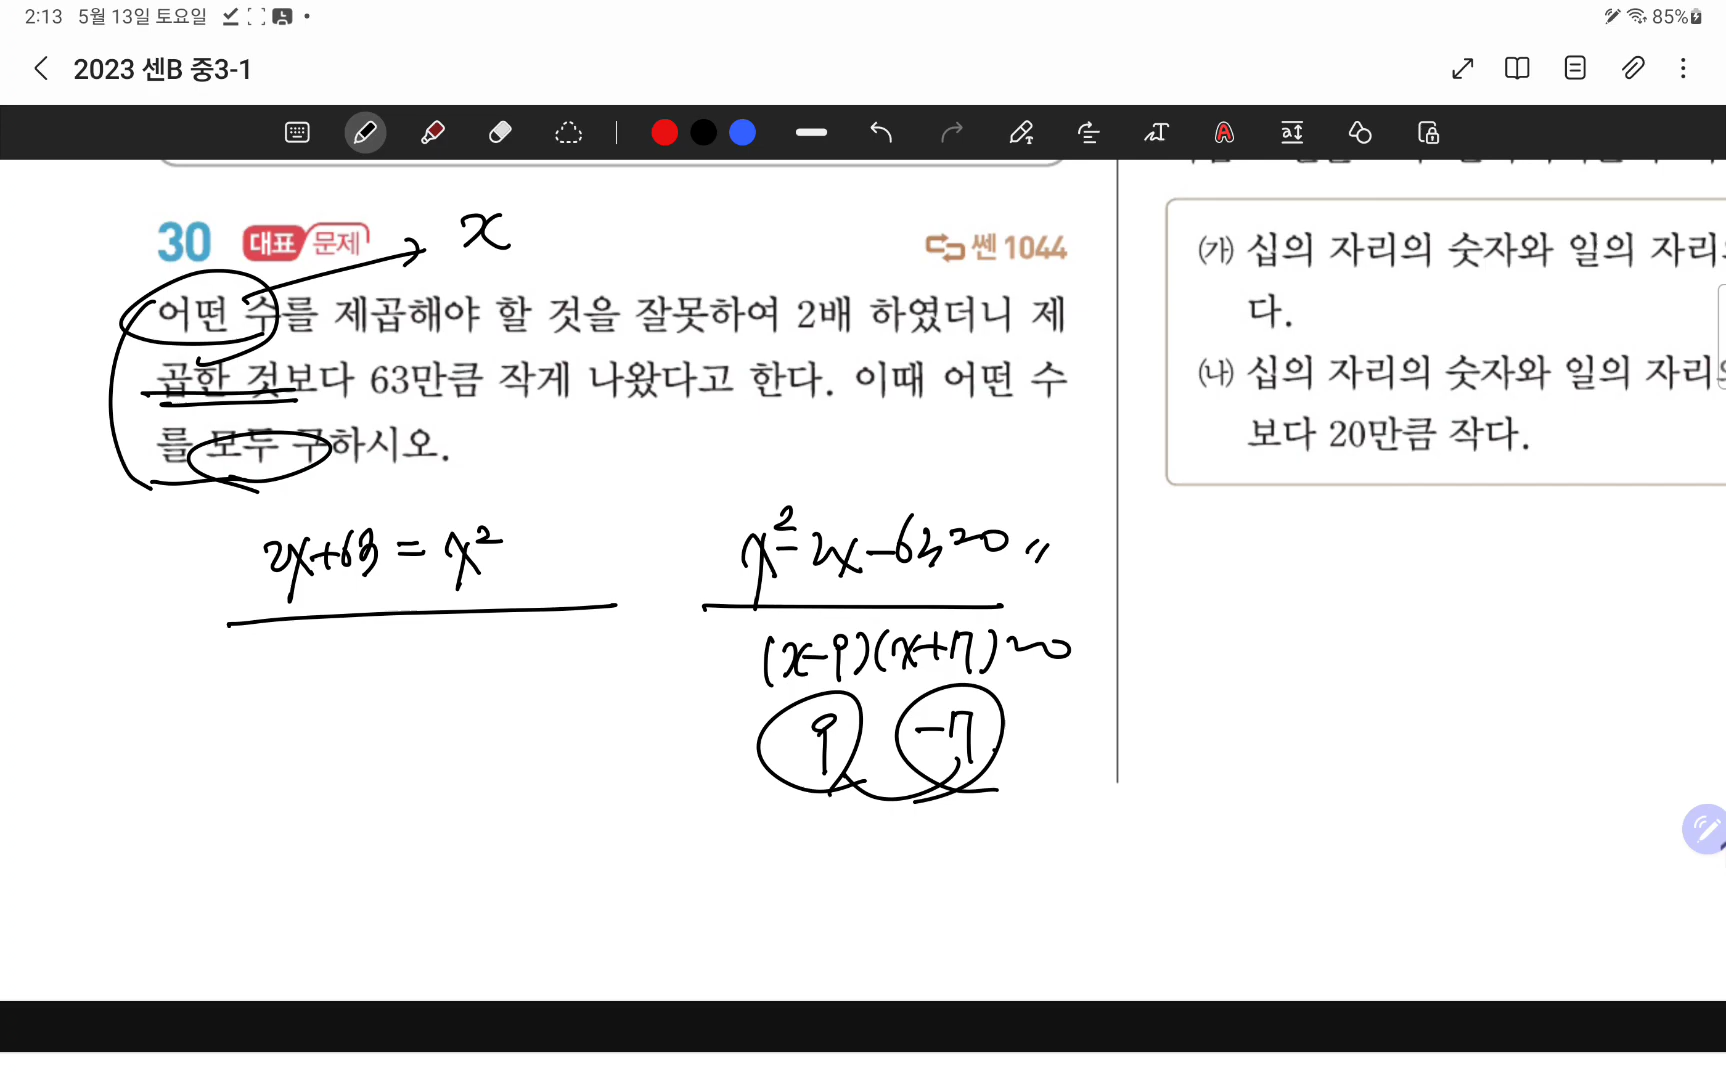 2:13 5월 13일 토요일
85%
2023 센B 중3-1
30 대표 문제
x
쎈 1044
어떤 수를 제곱해야 할 것을 잘못하여 2배 하였더니 제
곱한 것보다 63만큼 작게 나왔다고 한다. 이때 어떤 수
를 모두 구하시오.
2x+63 = x²
x²-2x-63=0
(x-9)(x+7)=0
9 -7
㈎ 십의 자리의 숫자와 일의 자리
다.
㈏ 십의 자리의 숫자와 일의 자리
보다 20만큼 작다.